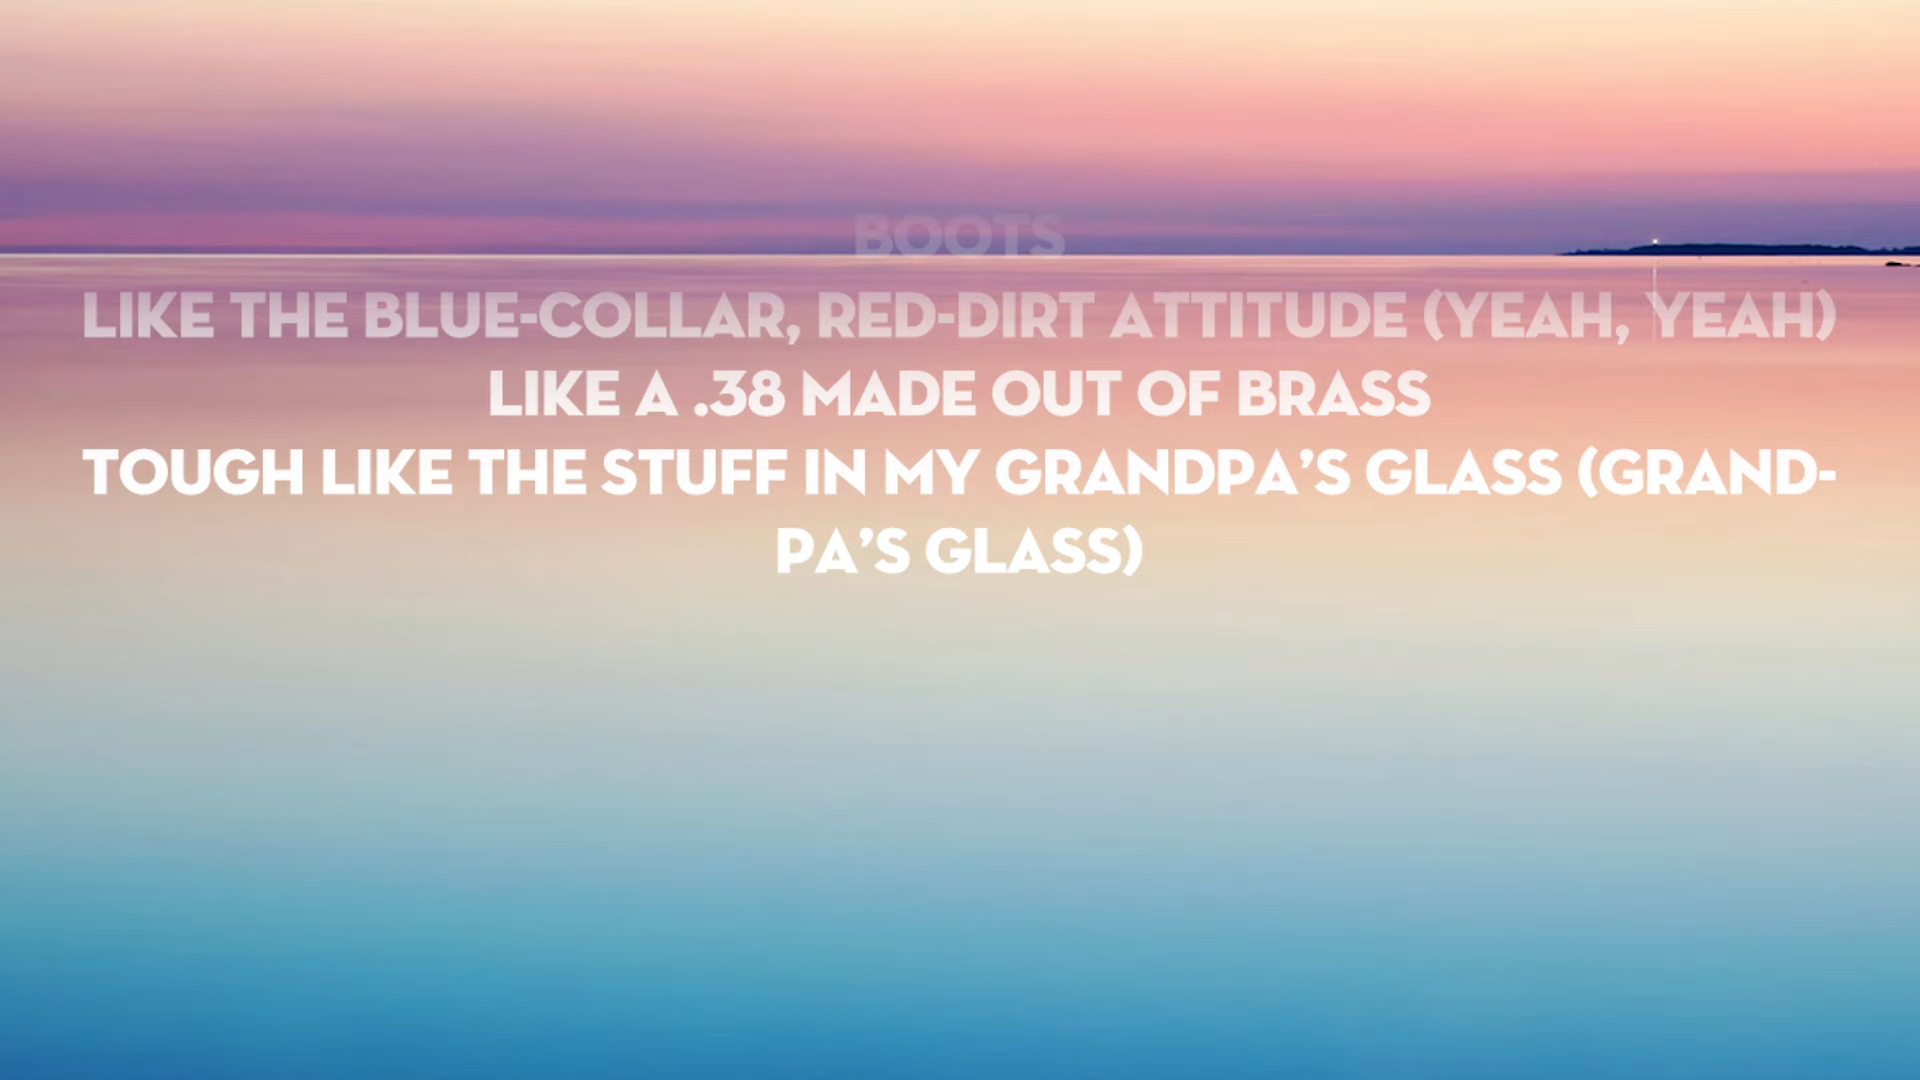 BOOTS
LIKE THE BLUE-COLLAR, RED-DIRT ATTITUDE (YEAH, YEAH)
LIKE A .38 MADE OUT OF BRASS
TOUGH LIKE THE STUFF IN MY GRANDPA’S GLASS (GRAND-
PA’S GLASS)